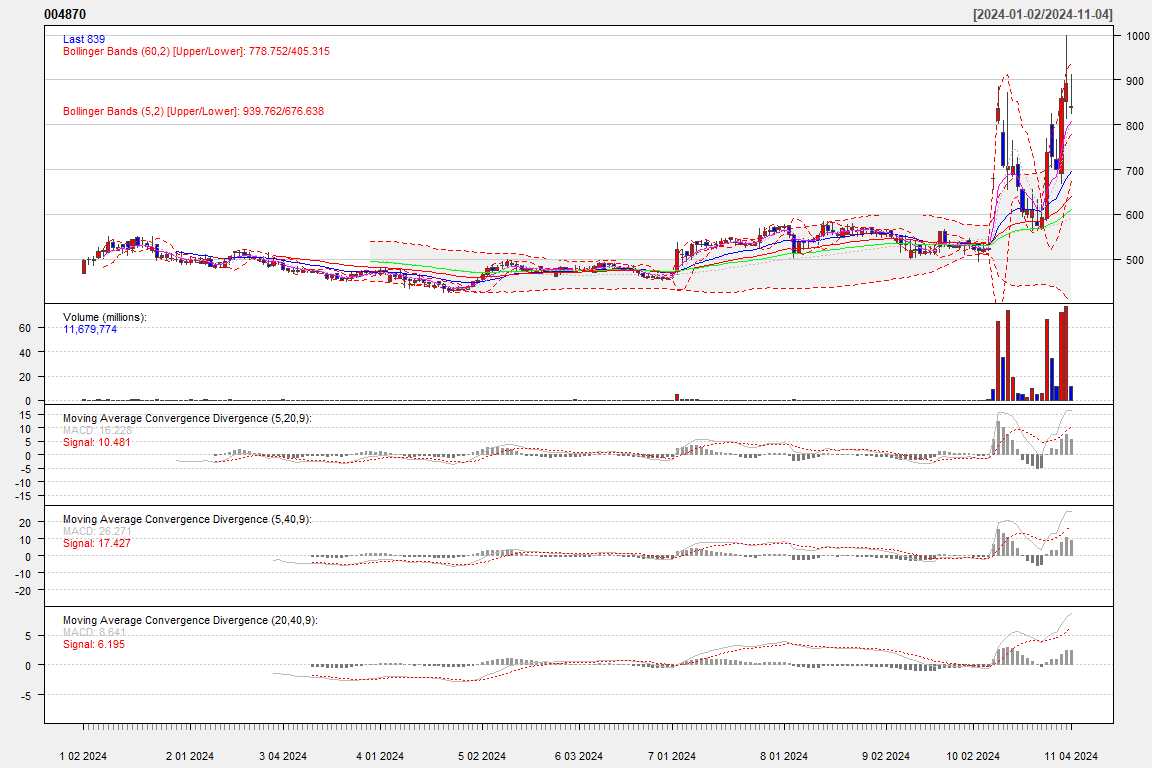 004870 [2024-01-02/2024-11-04]
Last 839
Bollinger Bands (60,2) [Upper/Lower]: 778.752/405.315
Bollinger Bands (5,2) [Upper/Lower]: 939.762/676.638
1000
900
800
700
600
500
Volume (millions):
11,679,774
60
40
20
0
Moving Average Convergence Divergence (5,20,9):
MACD: 16.228
Signal: 10.481
15
10
5
0
-5
-10
-15
Moving Average Convergence Divergence (5,40,9):
MACD: 26.271
Signal: 17.427
20
10
0
-10
-20
Moving Average Convergence Divergence (20,40,9):
MACD: 8.641
Signal: 6.195
5
0
-5
1 02 2024 2 01 2024 3 04 2024 4 01 2024 5 02 2024 6 03 2024 7 01 2024 8 01 2024 9 02 2024 10 02 2024 11 04 2024